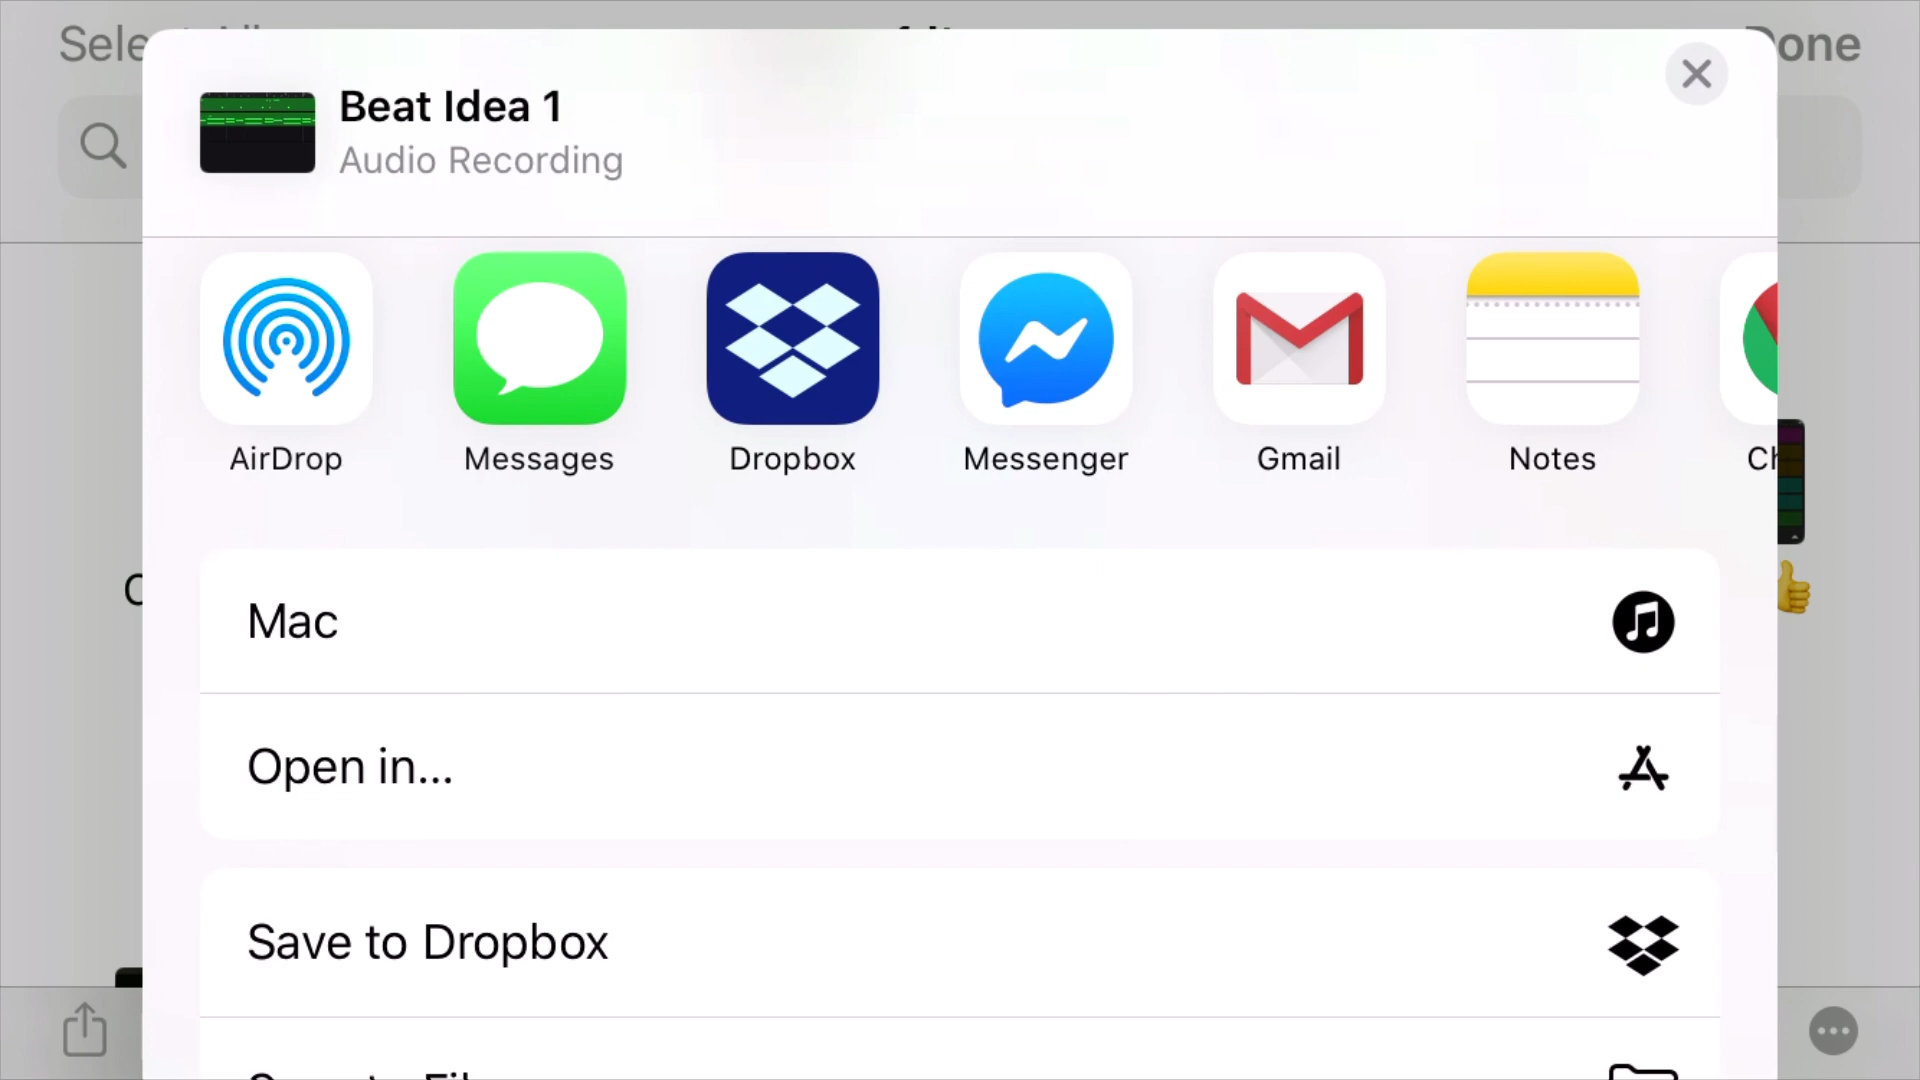 Beat Idea 1
Audio Recording
AirDrop
Messages
Dropbox
Messenger
Gmail
Notes
Mac
Open in...
Save to Dropbox